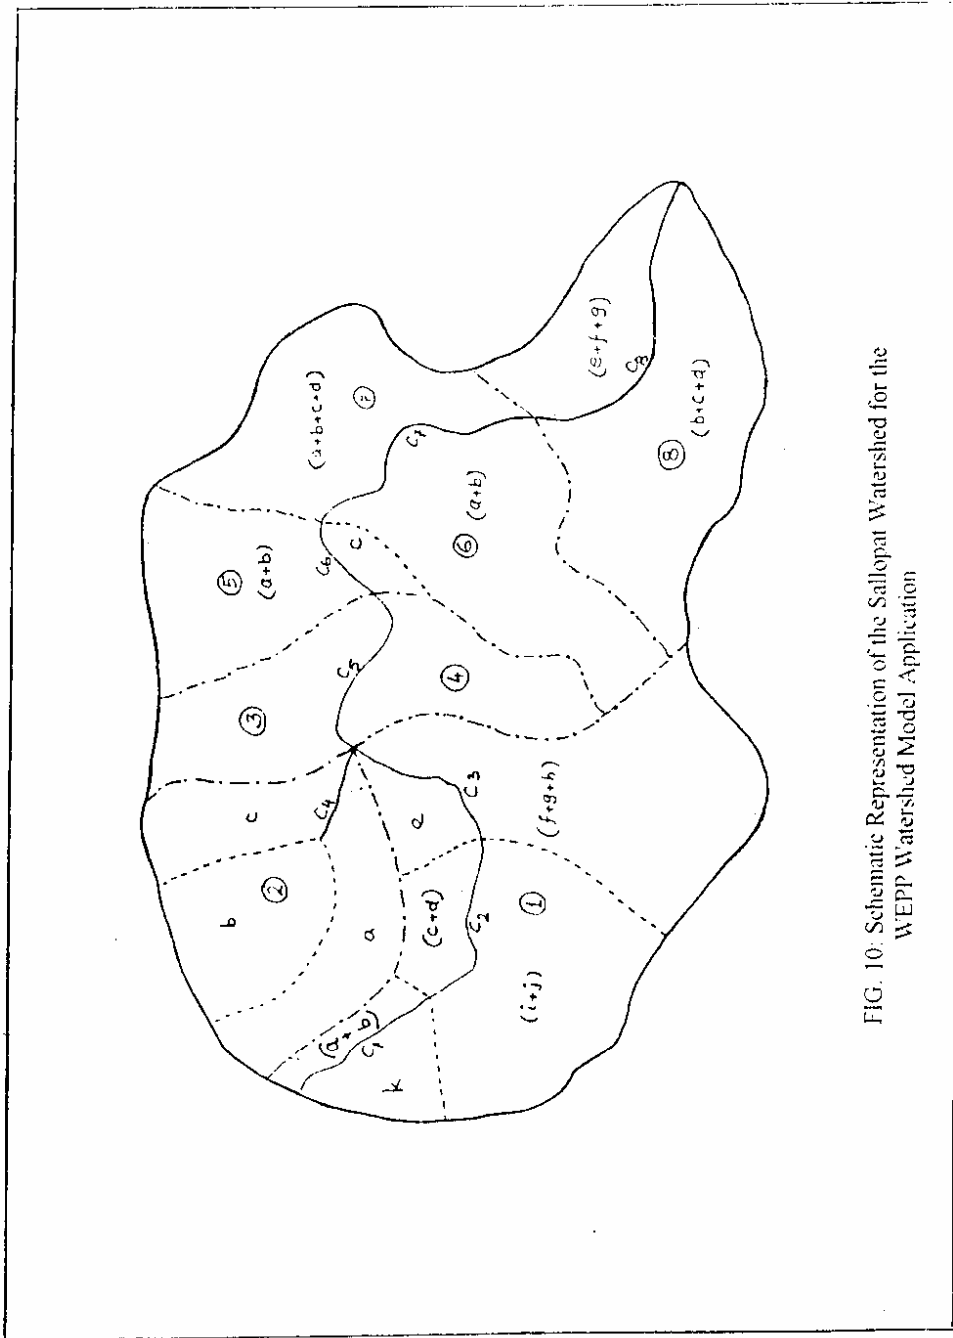 b
c
②
③
⑤
(a+b)
(a+b+c+d)
⑦
a
C4
C5
C6
c
C7
(a+b)
C1
k
(c+d)
e
C3
④
⑥
(a+b)
(e+f+g)
C8
C2
①
(i+j)
(f+g+h)
⑧
(b+c+d)
FIG. 10: Schematic Representation of the Sallopat Watershed for the
WEPP Watershed Model Application